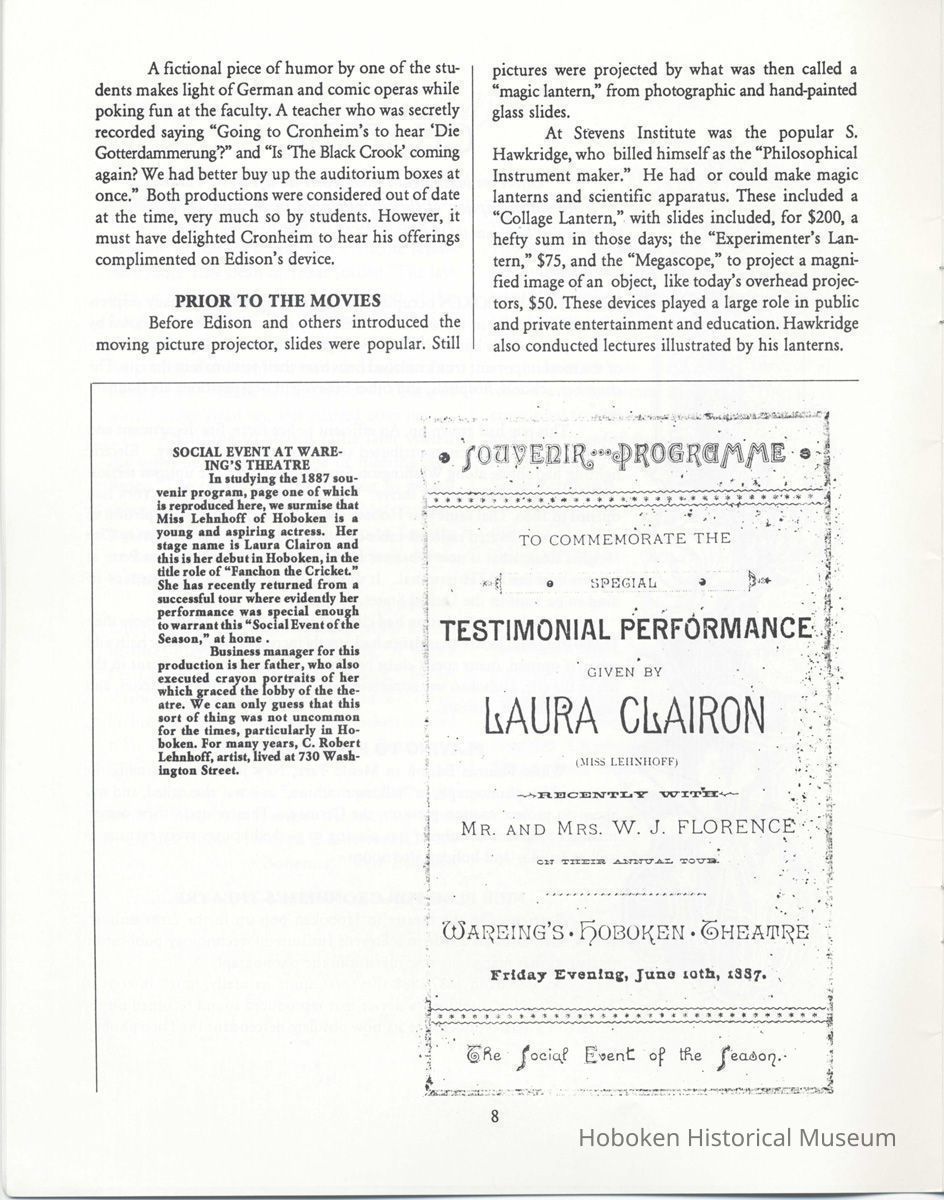 A fictional piece of humor by one of the stu-
dents makes light of German and comic operas while
poking fun at the faculty. A teacher who was secretly
recorded saying “Going to Cronheim’s to hear ‘Die
Gotterdammerung’?” and “Is ‘The Black Crook’ coming
again? We had better buy up the auditorium boxes at
once.” Both productions were considered out of date
at the time, very much so by students. However, it
must have delighted Cronheim to hear his offerings
complimented on Edison’s device.
PRIOR TO THE MOVIES
Before Edison and others introduced the
moving picture projector, slides were popular. Still
pictures were projected by what was then called a
“magic lantern,” from photographic and hand-painted
glass slides.
At Stevens Institute was the popular S.
Hawkridge, who billed himself as the “Philosophical
Instrument maker.” He had or could make magic
lanterns and scientific apparatus. These included a
“Collage Lantern,” with slides included, for $200, a
hefty sum in those days; the “Experimenter’s Lan-
tern,” $75, and the “Megascope,” to project a magni-
fied image of an object, like today’s overhead projec-
tors, $50. These devices played a large role in public
and private entertainment and education. Hawkridge
also conducted lectures illustrated by his lanterns.
SOCIAL EVENT AT WARE-
ING’S THEATRE
In studying the 1887 sou-
venir program, page one of which
is reproduced here, we surmise that
Miss Lehnhoff of Hoboken is a
young and aspiring actress. Her
stage name is Laura Clairon and
this is her debut in Hoboken, in the
title role of “Fanchon the Cricket.”
She has recently returned from a
successful tour where evidently her
performance was special enough
to warrant this “Social Event of the
Season,” at home .
Business manager for this
production is her father, who also
executed crayon portraits of her
which graced the lobby of the the-
atre. We can only guess that this
sort of thing was not uncommon
for the times, particularly in Ho-
boken. For many years, C. Robert
Lehnhoff, artist, lived at 730 Wash-
ington Street.
SOUVENIR PROGRAMME
TO COMMEMORATE THE
SPECIAL
TESTIMONIAL PERFORMANCE
GIVEN BY
LAURA CLAIRON
(MISS LEHNHOFF)
RECENTLY WITH
MR. AND MRS. W. J. FLORENCE
ON THEIR ANNUAL TOUR.
WAREING’S · HOBOKEN · THEATRE
Friday Evening, June 10th, 1887.
The Social Event of the Season.
8
Hoboken Historical Museum